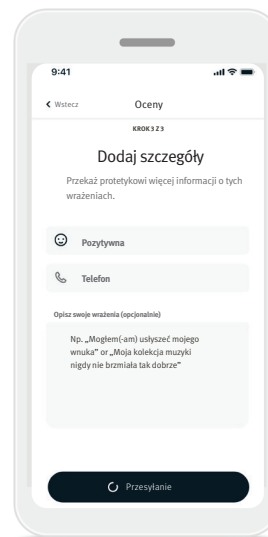 9:41
Wstecz
Oceny
KROK 3 Z 3
Dodaj szczegóły
Przekaż protetykowi więcej informacji o tych
wrażeniach.
Pozytywna
Telefon
Opisz swoje wrażenia (opcjonalnie)
Np. „Mogłem(-am) usłyszeć mojego
wnuka” or „Moja kolekcja muzyki
nigdy nie brzmiała tak dobrze”
Przesyłanie